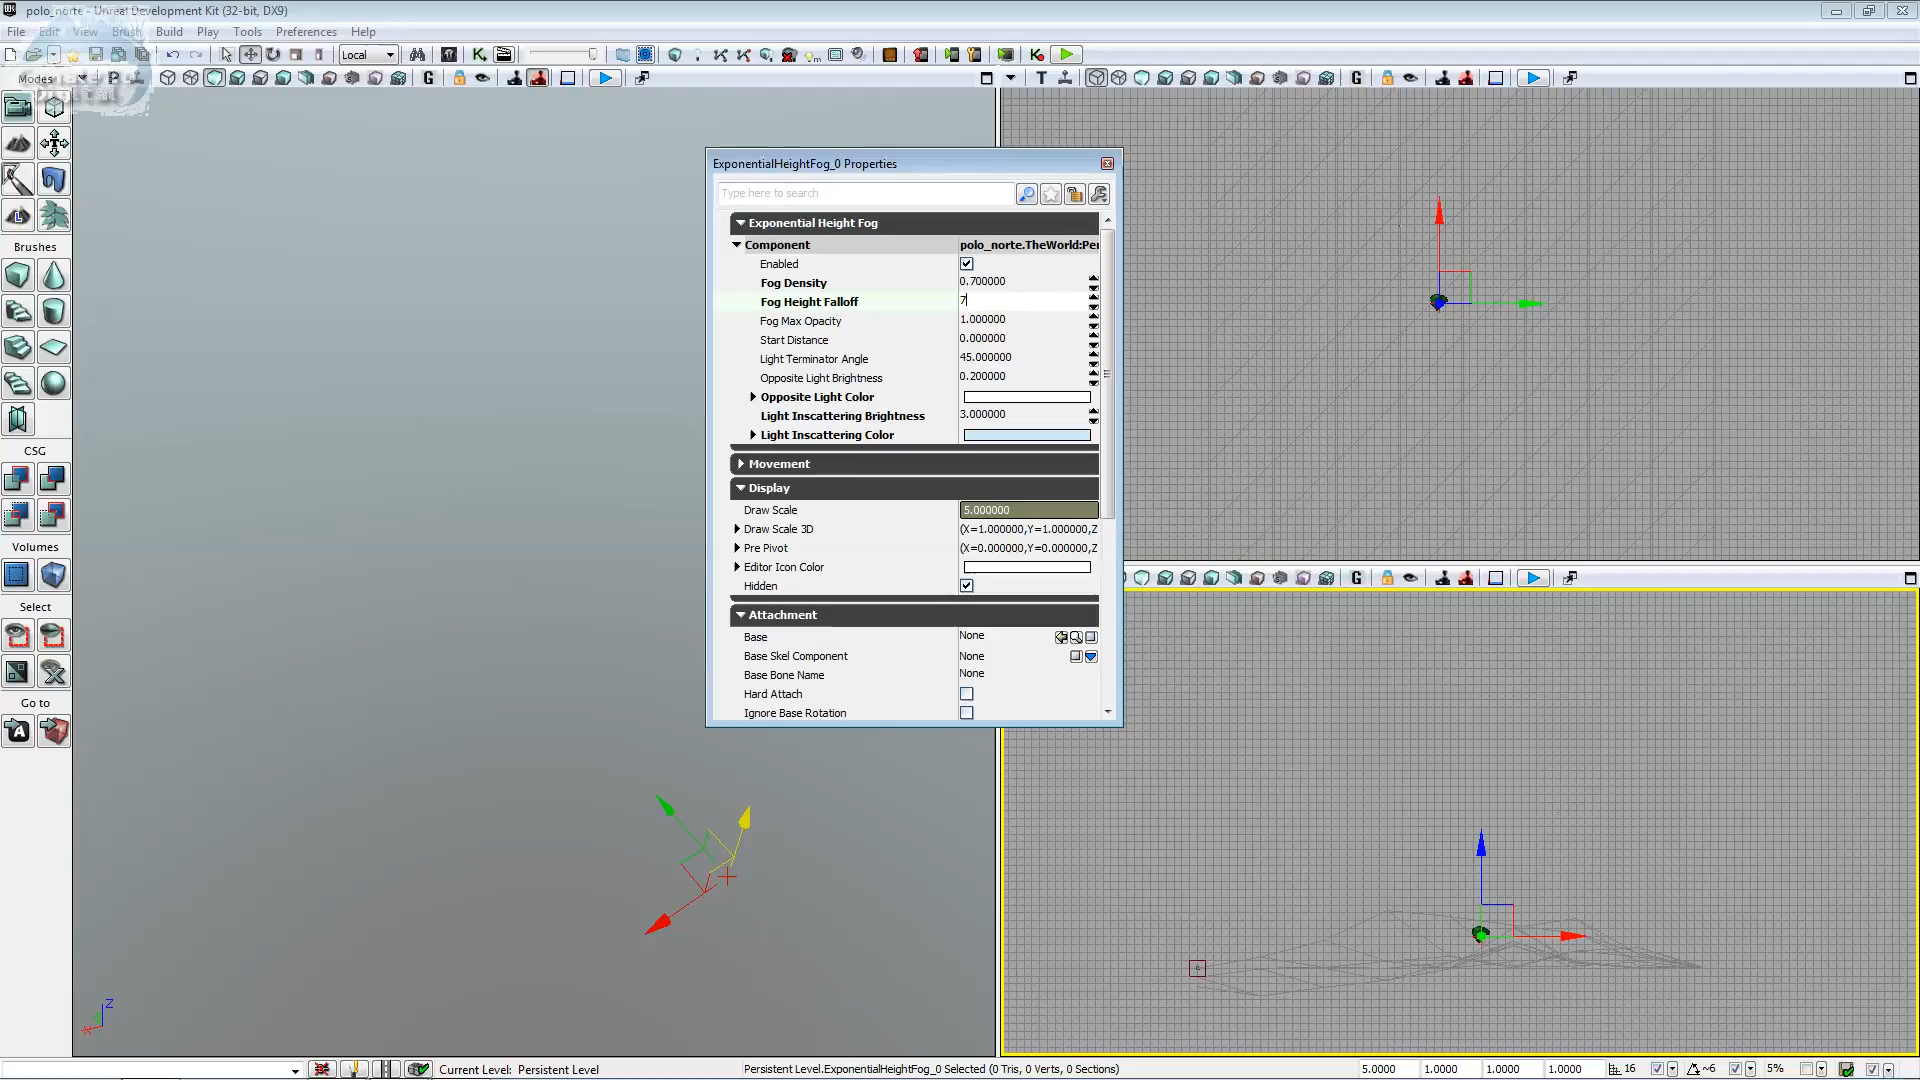 polo_norte - Unreal Development Kit (32-bit, DX9)
File Edit View Brush Build Play Tools Preferences Help
Local
Modes
Brushes
CSG
Volumes
Select
Go to
ExponentialHeightFog_0 Properties
Type here to search
Exponential Height Fog
Component polo_norte.TheWorld:Per
Enabled
Fog Density 0.700000
Fog Height Falloff 7
Fog Max Opacity 1.000000
Start Distance 0.000000
Light Terminator Angle 45.000000
Opposite Light Brightness 0.200000
Opposite Light Color
Light Inscattering Brightness 3.000000
Light Inscattering Color
Movement
Display
Draw Scale 5.000000
Draw Scale 3D (X=1.000000,Y=1.000000,Z
Pre Pivot (X=0.000000,Y=0.000000,Z
Editor Icon Color
Hidden
Attachment
Base None
Base Skel Component None
Base Bone Name None
Hard Attach
Ignore Base Rotation
Z
Current Level: Persistent Level
Persistent Level.ExponentialHeightFog_0 Selected (0 Tris, 0 Verts, 0 Sections)
5.0000 1.0000 1.0000 1.0000 16 ~6 5%